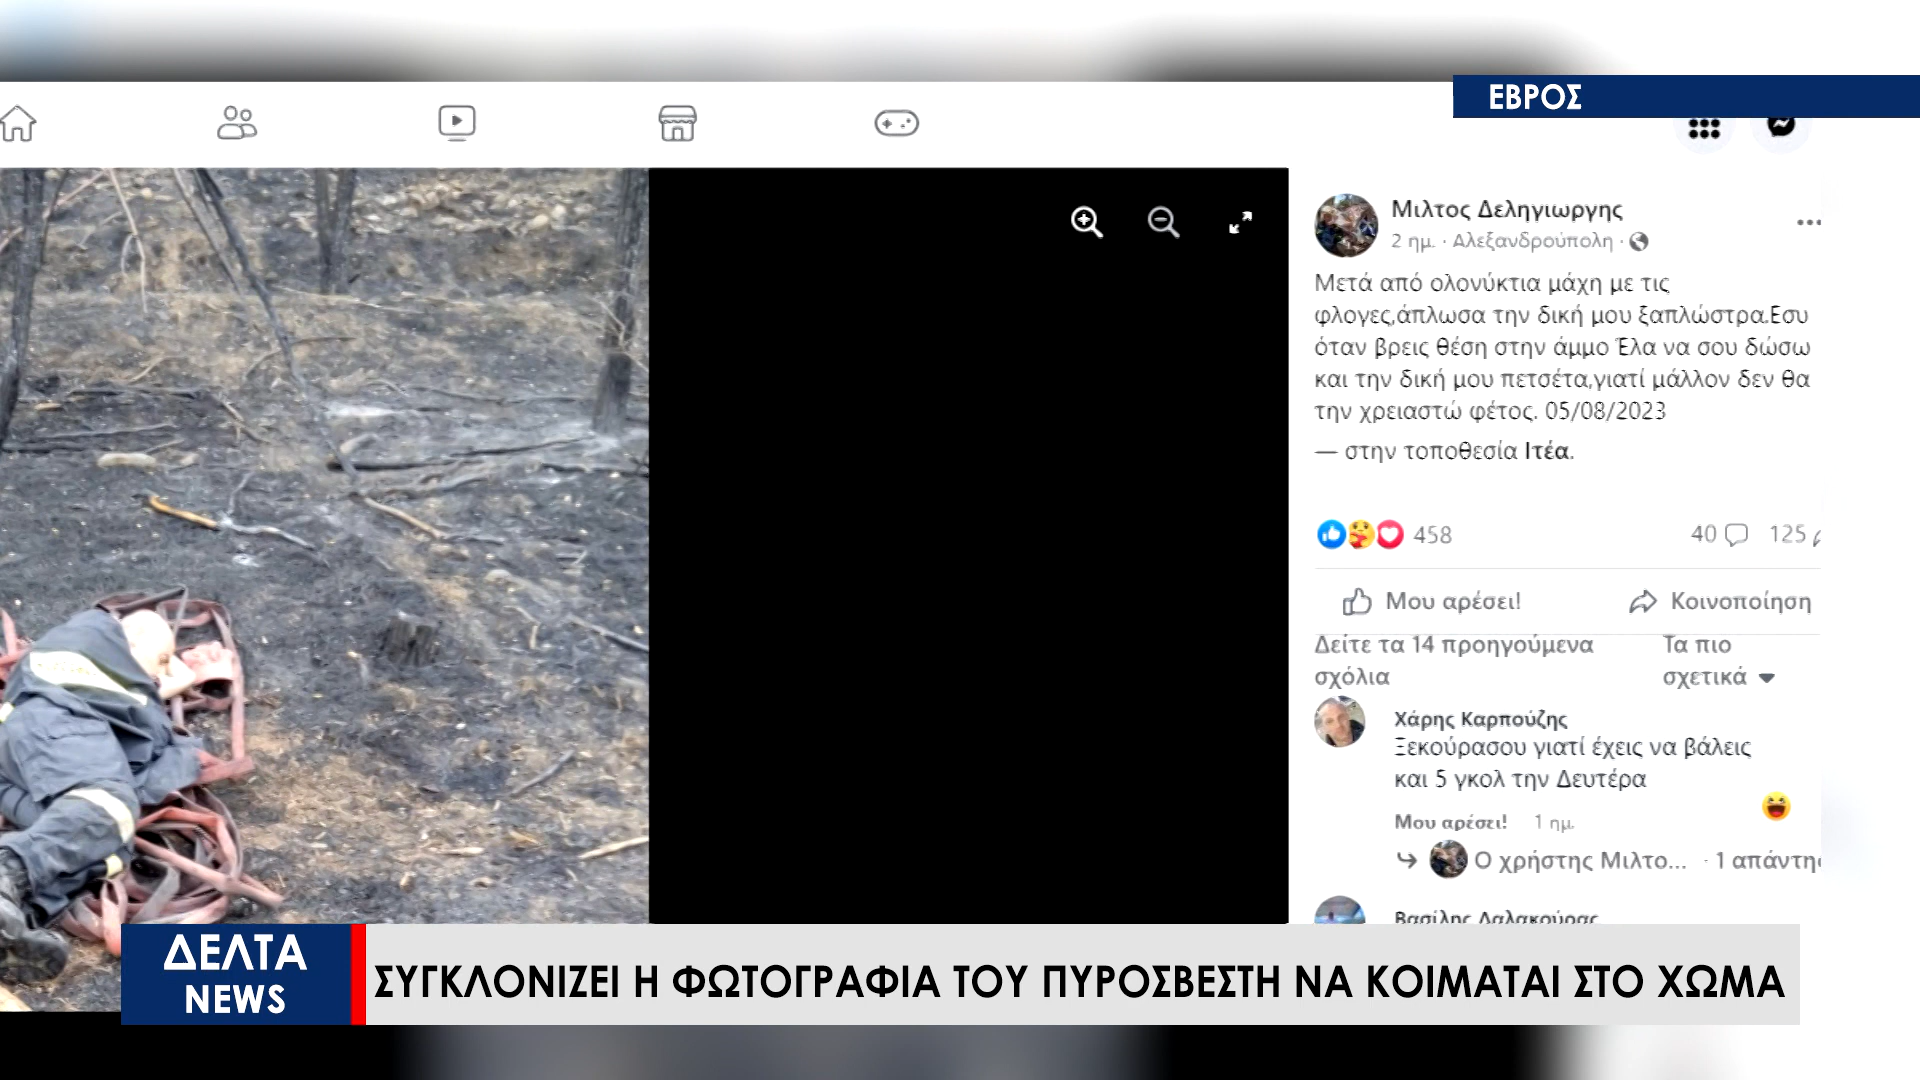 ΕΒΡΟΣ
Μιλτος Δεληγιωργης
2 ημ. · Αλεξανδρούπολη ·
Μετά από ολονύκτια μάχη με τις
φλογες,άπλωσα την δική μου ξαπλώστρα.Εσυ
όταν βρεις θέση στην άμμο Έλα να σου δώσω
και την δική μου πετσέτα,γιατί μάλλον δεν θα
την χρειαστώ φέτος. 05/08/2023
— στην τοποθεσία Ιτέα.
458
40 125
Μου αρέσει! Κοινοποίηση
Δείτε τα 14 προηγούμενα
σχόλια
Τα πιο
σχετικά
Χάρης Καρπούζης
Ξεκούρασου γιατί έχεις να βάλεις
και 5 γκολ την Δευτέρα
Μου αρέσει! 1 ημ.
Ο χρήστης Μιλτο... · 1
Βασίλης
ΔΕΛΤΑ
NEWS
ΣΥΓΚΛΟΝΙΖΕΙ Η ΦΩΤΟΓΡΑΦΙΑ ΤΟΥ ΠΥΡΟΣΒΕΣΤΗ ΝΑ ΚΟΙΜΑΤΑΙ ΣΤΟ ΧΩΜΑ